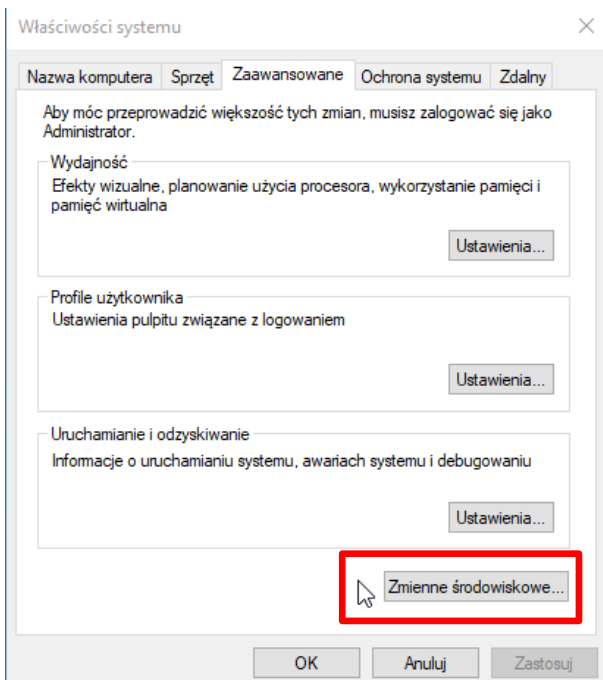 Właściwości systemu
Nazwa komputera Sprzęt Zaawansowane Ochrona systemu Zdalny
Aby móc przeprowadzić większość tych zmian, musisz zalogować się jako
Administrator.
Wydajność
Efekty wizualne, planowanie użycia procesora, wykorzystanie pamięci i
pamięć wirtualna
Ustawienia...
Profile użytkownika
Ustawienia pulpitu związane z logowaniem
Ustawienia...
Uruchamianie i odzyskiwanie
Informacje o uruchamianiu systemu, awariach systemu i debugowaniu
Ustawienia...
Zmienne środowiskowe...
OK Anuluj Zastosuj